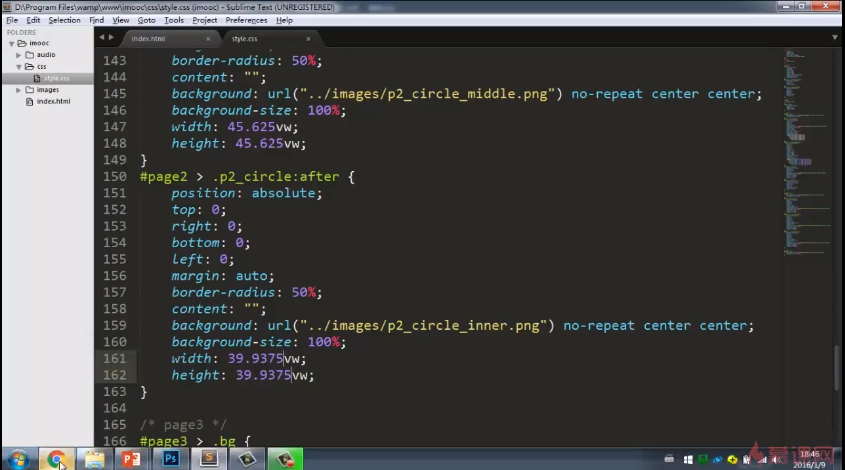 D:\Program Files\wamp\www\imooc\css\style.css (imooc) - Sublime Text (UNREGISTERED)
File Edit Selection Find View Goto Tools Project Preferences Help
FOLDERS
imooc
audio
css
style.css
images
index.html
index.html × style.css ×
143 border-radius: 50%;
144 content: "";
145 background: url("../images/p2_circle_middle.png") no-repeat center center;
146 background-size: 100%;
147 width: 45.625vw;
148 height: 45.625vw;
149 }
150 #page2 > .p2_circle:after {
151 position: absolute;
152 top: 0;
153 right: 0;
154 bottom: 0;
155 left: 0;
156 margin: auto;
157 border-radius: 50%;
158 content: "";
159 background: url("../images/p2_circle_inner.png") no-repeat center center;
160 background-size: 100%;
161 width: 39.9375vw;
162 height: 39.9375vw;
163 }
164
165 /* page3 */
166 #page3 > .bg {
慕课网
18:46
2016/1/9